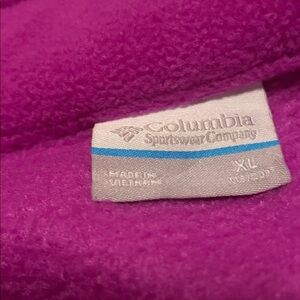 Columbia
Sportswear Company
XL
MADE IN
VIETNAM